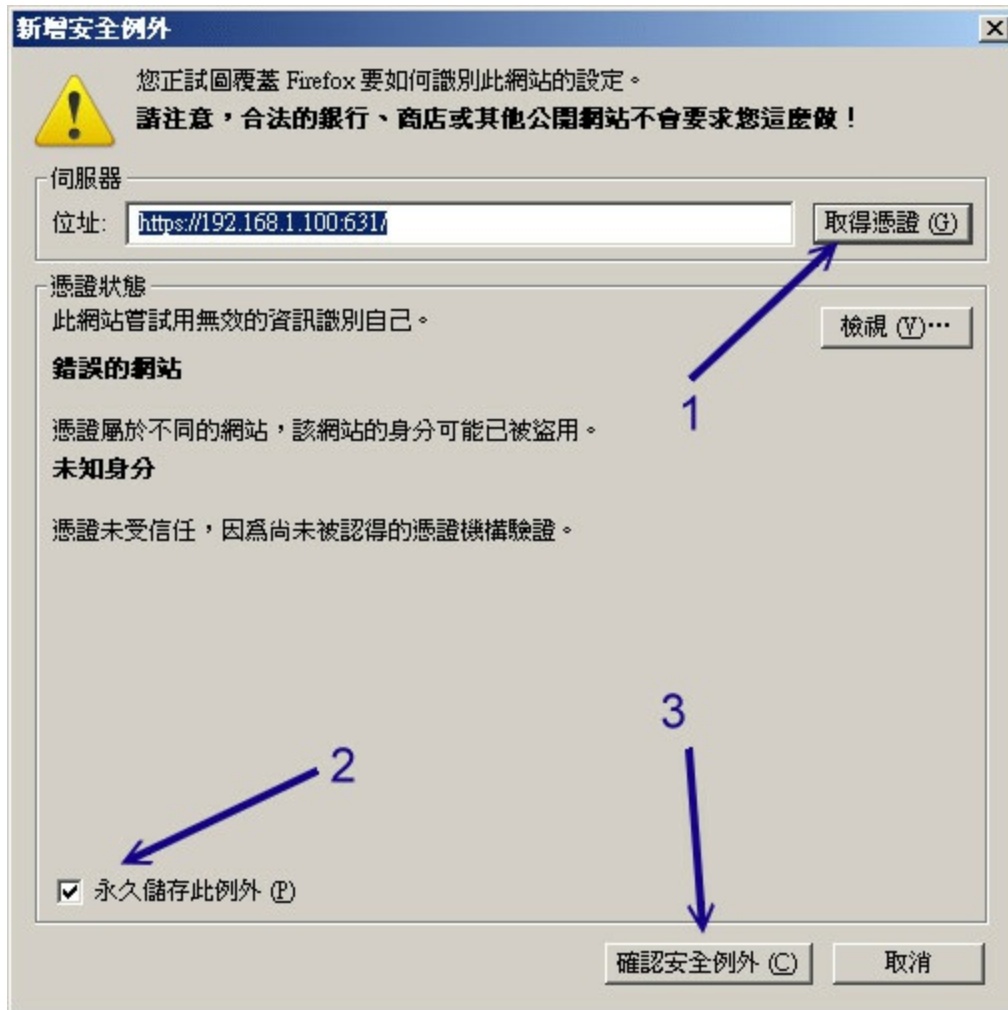 新增安全例外
您正試圖覆蓋 Firefox 要如何識別此網站的設定。
請注意，合法的銀行、商店或其他公開網站不會要求您這麼做！
伺服器
位址: https://192.168.1.100:631/ 取得憑證 (G)
憑證狀態
此網站嘗試用無效的資訊識別自己。 檢視 (V)…
錯誤的網站
1
憑證屬於不同的網站，該網站的身分可能已被盜用。
未知身分
憑證未受信任，因為尚未被認得的憑證機構驗證。
3
2
永久儲存此例外 (P)
確認安全例外 (C) 取消